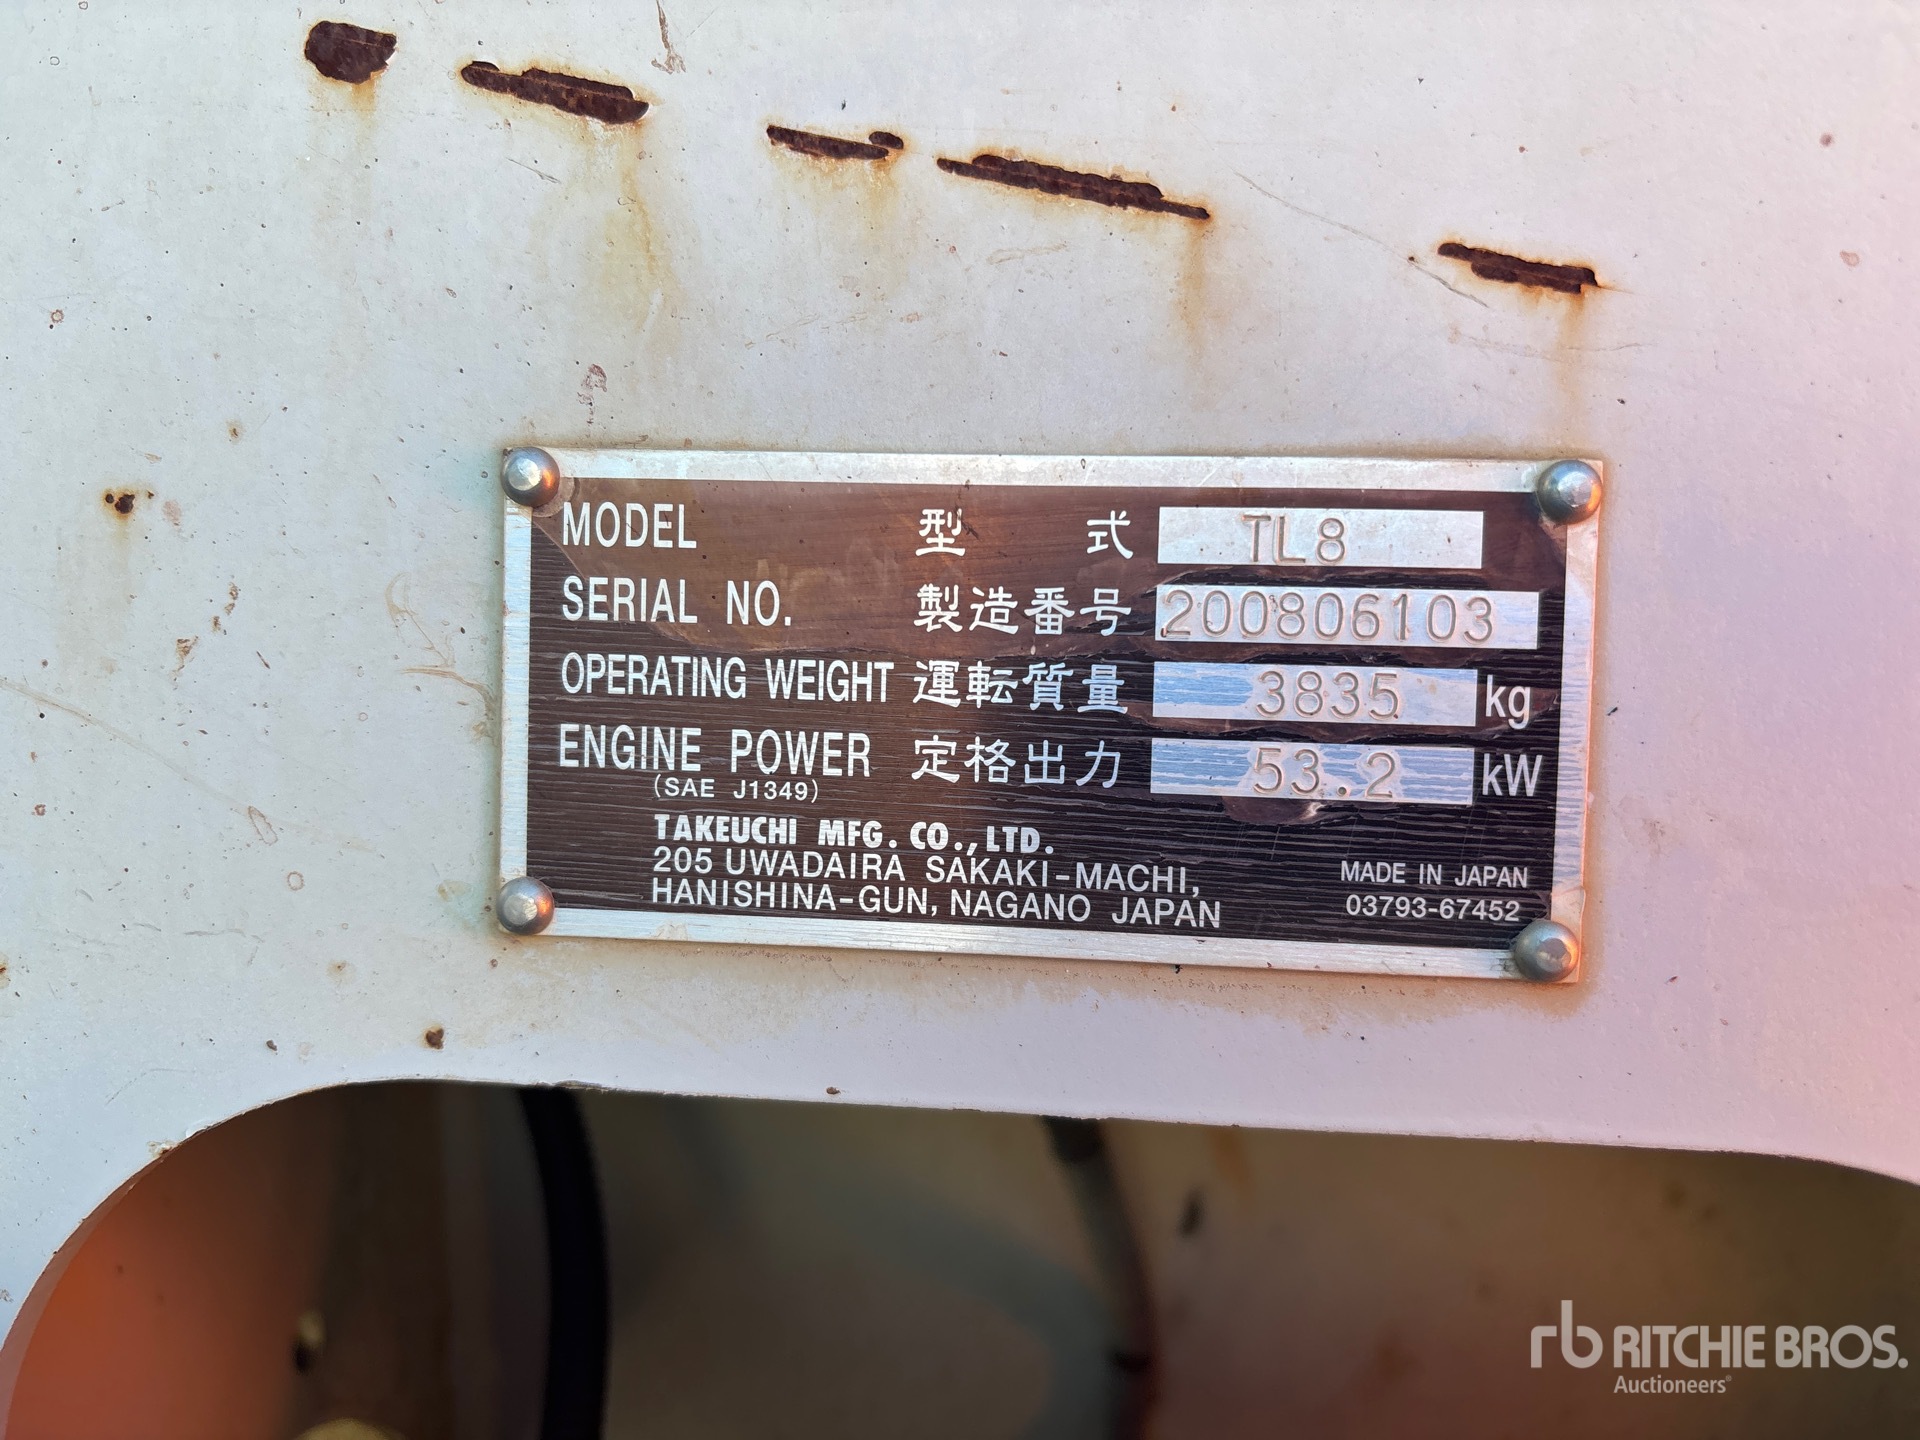 MODEL 型 式 TL8
SERIAL NO. 製造番号 200806103
OPERATING WEIGHT 運転質量 3835 kg
ENGINE POWER 定格出力 53.2 kW
(SAE J1349)
TAKEUCHI MFG. CO., LTD.
205 UWADAIRA SAKAKI-MACHI,
HANISHINA-GUN, NAGANO JAPAN
MADE IN JAPAN
03793-67452
rb RITCHIE BROS.
Auctioneers®